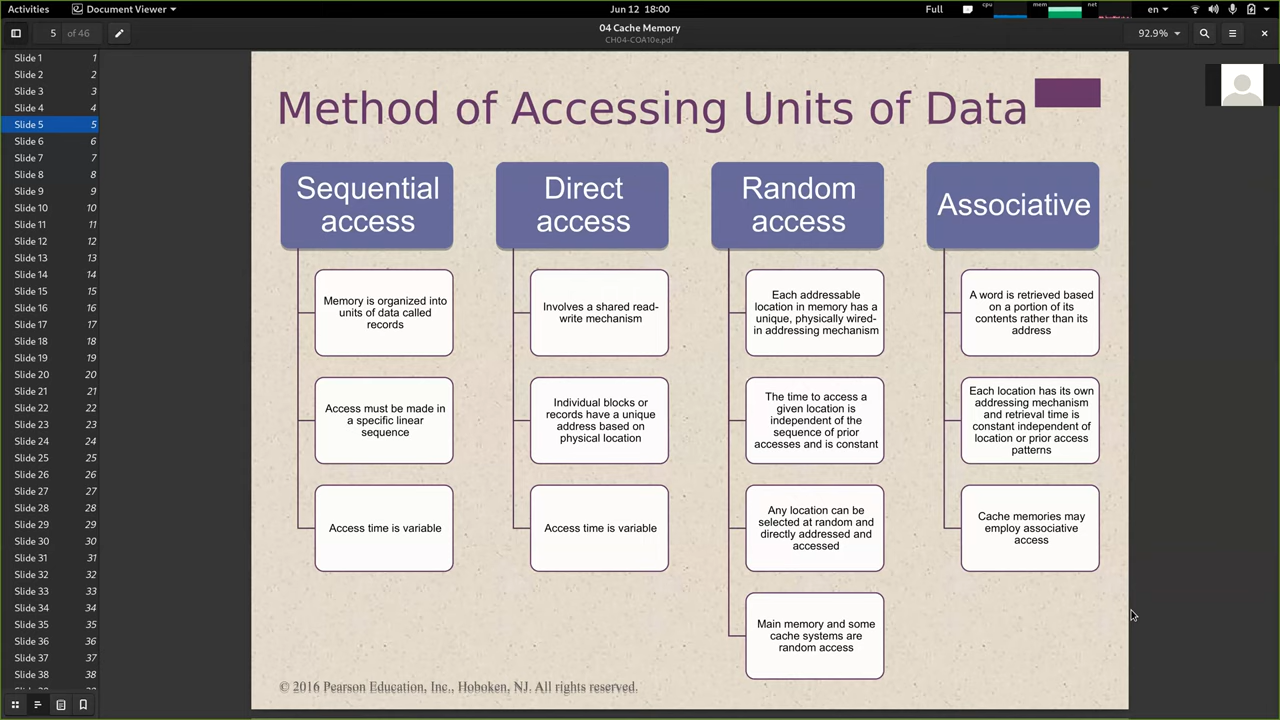 Activities
Document Viewer
Jun 12 18:00
Full
cpu
mem
net
en
5 of 46
04 Cache Memory
CH04-COA10e.pdf
92.9%
Slide 1 1
Slide 2 2
Slide 3 3
Slide 4 4
Slide 5 5
Slide 6 6
Slide 7 7
Slide 8 8
Slide 9 9
Slide 10 10
Slide 11 11
Slide 12 12
Slide 13 13
Slide 14 14
Slide 15 15
Slide 16 16
Slide 17 17
Slide 18 18
Slide 19 19
Slide 20 20
Slide 21 21
Slide 22 22
Slide 23 23
Slide 24 24
Slide 25 25
Slide 26 26
Slide 27 27
Slide 28 28
Slide 29 29
Slide 30 30
Slide 31 31
Slide 32 32
Slide 33 33
Slide 34 34
Slide 35 35
Slide 36 36
Slide 37 37
Slide 38 38
Method of Accessing Units of Data
Sequential
access
Memory is organized into
units of data called
records
Access must be made in
a specific linear
sequence
Access time is variable
Direct
access
Involves a shared read-
write mechanism
Individual blocks or
records have a unique
address based on
physical location
Access time is variable
Random
access
Each addressable
location in memory has a
unique, physically wired-
in addressing mechanism
The time to access a
given location is
independent of the
sequence of prior
accesses and is constant
Any location can be
selected at random and
directly addressed and
accessed
Main memory and some
cache systems are
random access
Associative
A word is retrieved based
on a portion of its
contents rather than its
address
Each location has its own
addressing mechanism
and retrieval time is
constant independent of
location or prior access
patterns
Cache memories may
employ associative
access
© 2016 Pearson Education, Inc., Hoboken, NJ. All rights reserved.